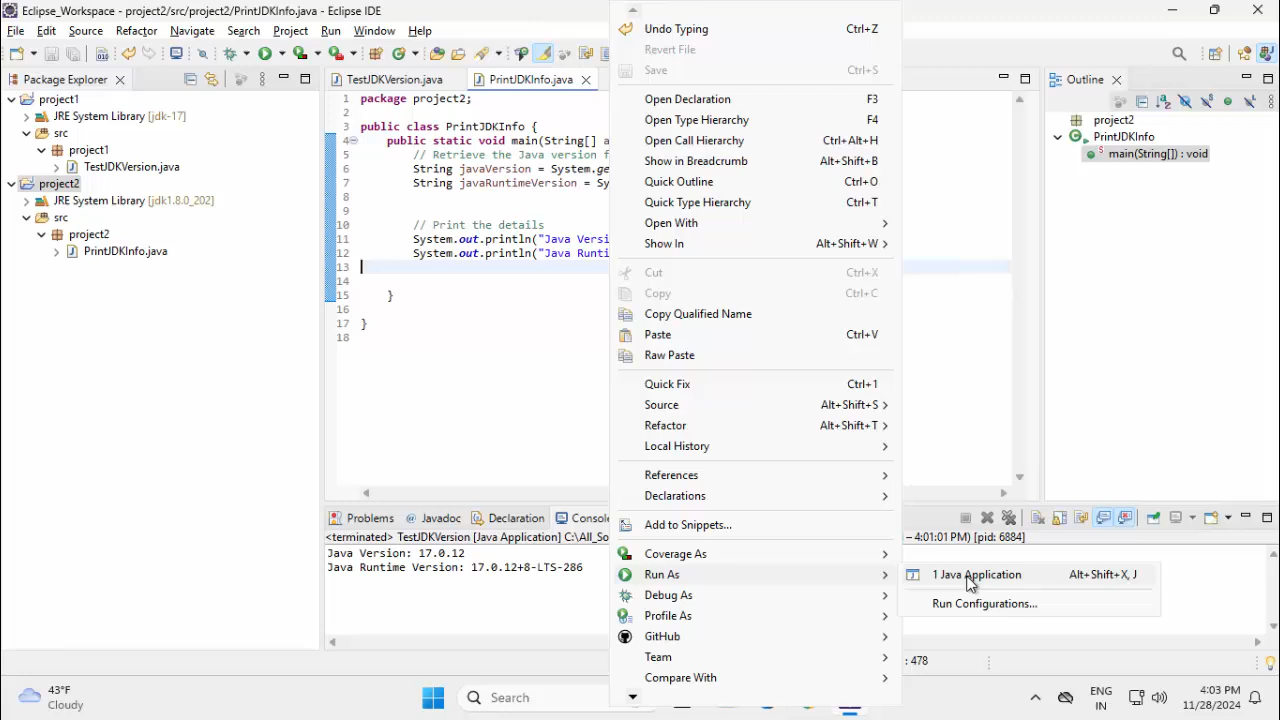 Eclipse_Workspace - project2/src/project2/PrintJDKInfo.java - Eclipse IDE
File Edit Source Refactor Navigate Search Project Run Window Help
Package Explorer
project1
JRE System Library [jdk-17]
src
project1
TestJDKVersion.java
project2
JRE System Library [jdk1.8.0_202]
src
project2
PrintJDKInfo.java
TestJDKVersion.java PrintJDKInfo.java
1 package project2;
2
3 public class PrintJDKInfo {
4 public static void main(String[] a
5 // Retrieve the Java version f
6 String javaVersion = System.ge
7 String javaRuntimeVersion = Sy
8
9
10 // Print the details
11 System.out.println("Java Versi
12 System.out.println("Java Runti
13
14
15 }
16
17 }
18
Undo Typing Ctrl+Z
Revert File
Save Ctrl+S
Open Declaration F3
Open Type Hierarchy F4
Open Call Hierarchy Ctrl+Alt+H
Show in Breadcrumb Alt+Shift+B
Quick Outline Ctrl+O
Quick Type Hierarchy Ctrl+T
Open With
Show In Alt+Shift+W
Cut Ctrl+X
Copy Ctrl+C
Copy Qualified Name
Paste Ctrl+V
Raw Paste
Quick Fix Ctrl+1
Source Alt+Shift+S
Refactor Alt+Shift+T
Local History
References
Declarations
Add to Snippets...
Coverage As
Run As
Debug As
Profile As
GitHub
Team
Compare With
1 Java Application Alt+Shift+X, J
Run Configurations...
Outline
project2
PrintJDKInfo
main(String[]) : void
Problems Javadoc Declaration Console
<terminated> TestJDKVersion [Java Application] C:\All_So – 4:01:01 PM) [pid: 6884]
Java Version: 17.0.12
Java Runtime Version: 17.0.12+8-LTS-286
: 478
43°F
Cloudy
Search
ENG
IN
4:03 PM
11/28/2024